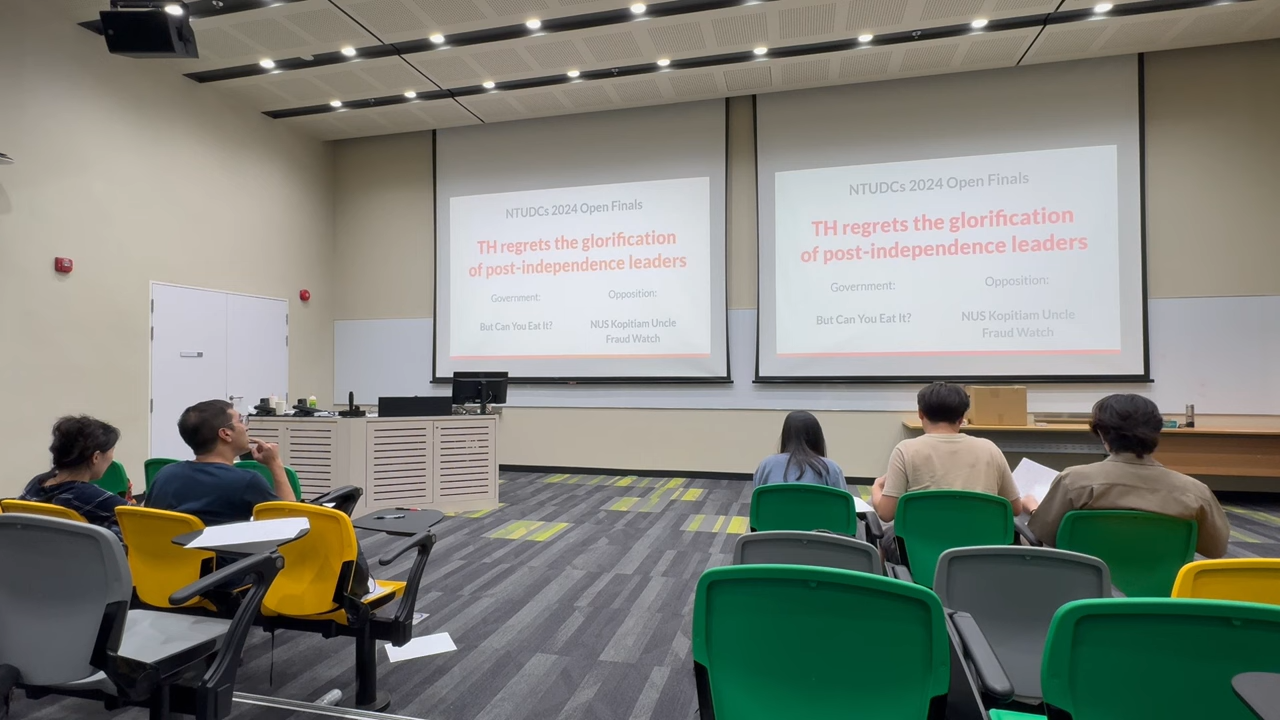 NTUDCs 2024 Open Finals
TH regrets the glorification
of post-independence leaders
Government:
Opposition:
But Can You Eat It?
NUS Kopitiam Uncle
Fraud Watch
NTUDCs 2024 Open Finals
TH regrets the glorification
of post-independence leaders
Government:
Opposition:
But Can You Eat It?
NUS Kopitiam Uncle
Fraud Watch